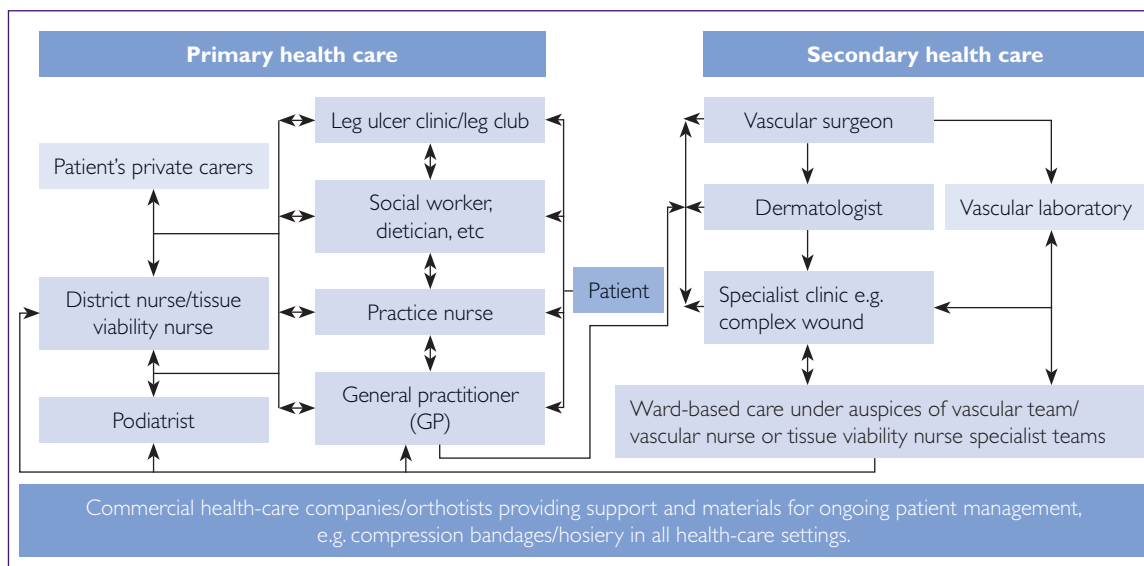 Primary health care
Secondary health care
Leg ulcer clinic/leg club
Patient's private carers
Social worker,
dietician, etc
District nurse/tissue
viability nurse
Practice nurse
Podiatrist
General practitioner
(GP)
Patient
Vascular surgeon
Dermatologist
Vascular laboratory
Specialist clinic e.g.
complex wound
Ward-based care under auspices of vascular team/
vascular nurse or tissue viability nurse specialist teams
Commercial health-care companies/orthotists providing support and materials for ongoing patient management,
e.g. compression bandages/hosiery in all health-care settings.